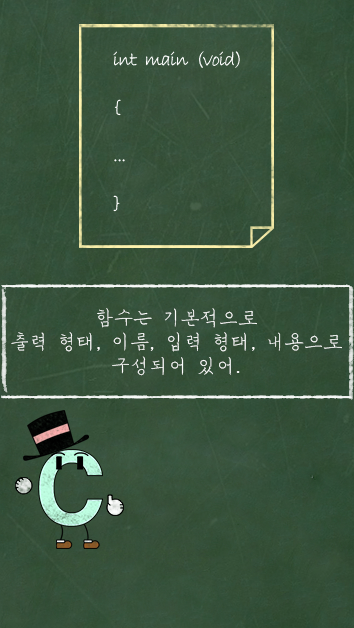 int main (void)
{
...
}
함수는 기본적으로
출력 형태, 이름, 입력 형태, 내용으로
구성되어 있어.
C